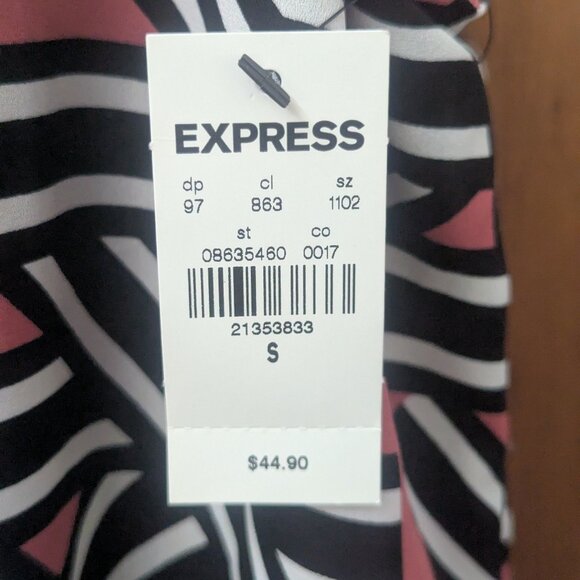 EXPRESS
dp cl sz
97 863 1102
st co
08635460 0017
21353833
S
$44.90